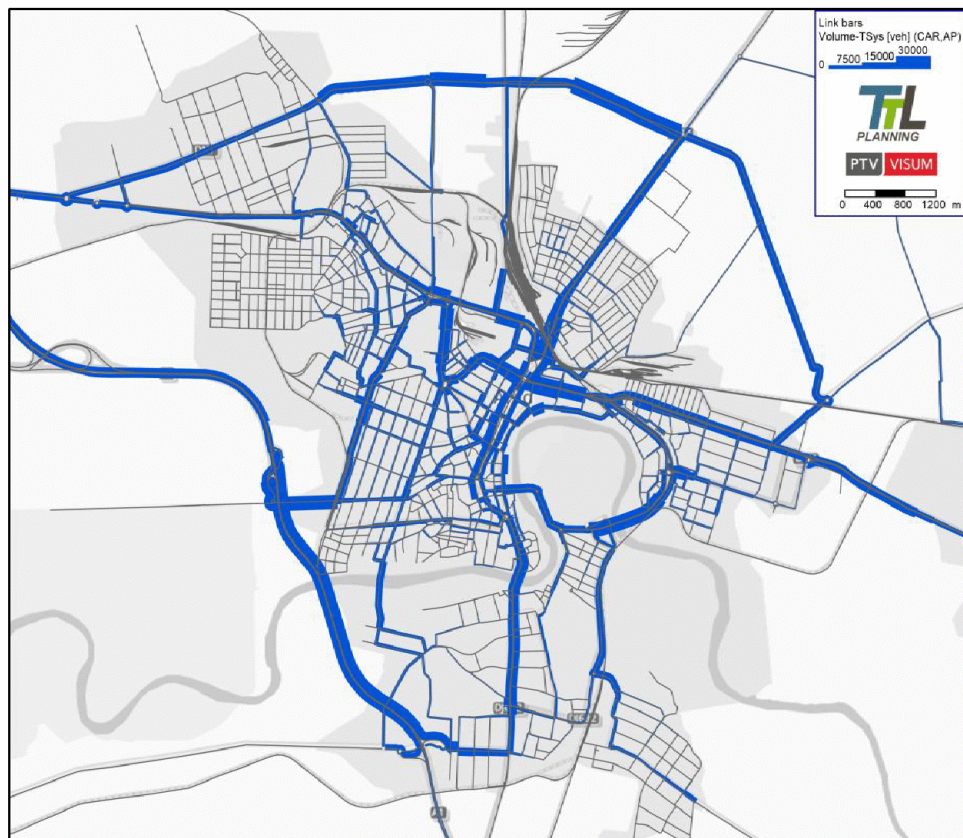 Link bars
Volume-TSys [veh] (CAR,AP)
0 7500 15000 30000
TTL
PLANNING
PTV VISUM
0 400 800 1200 m